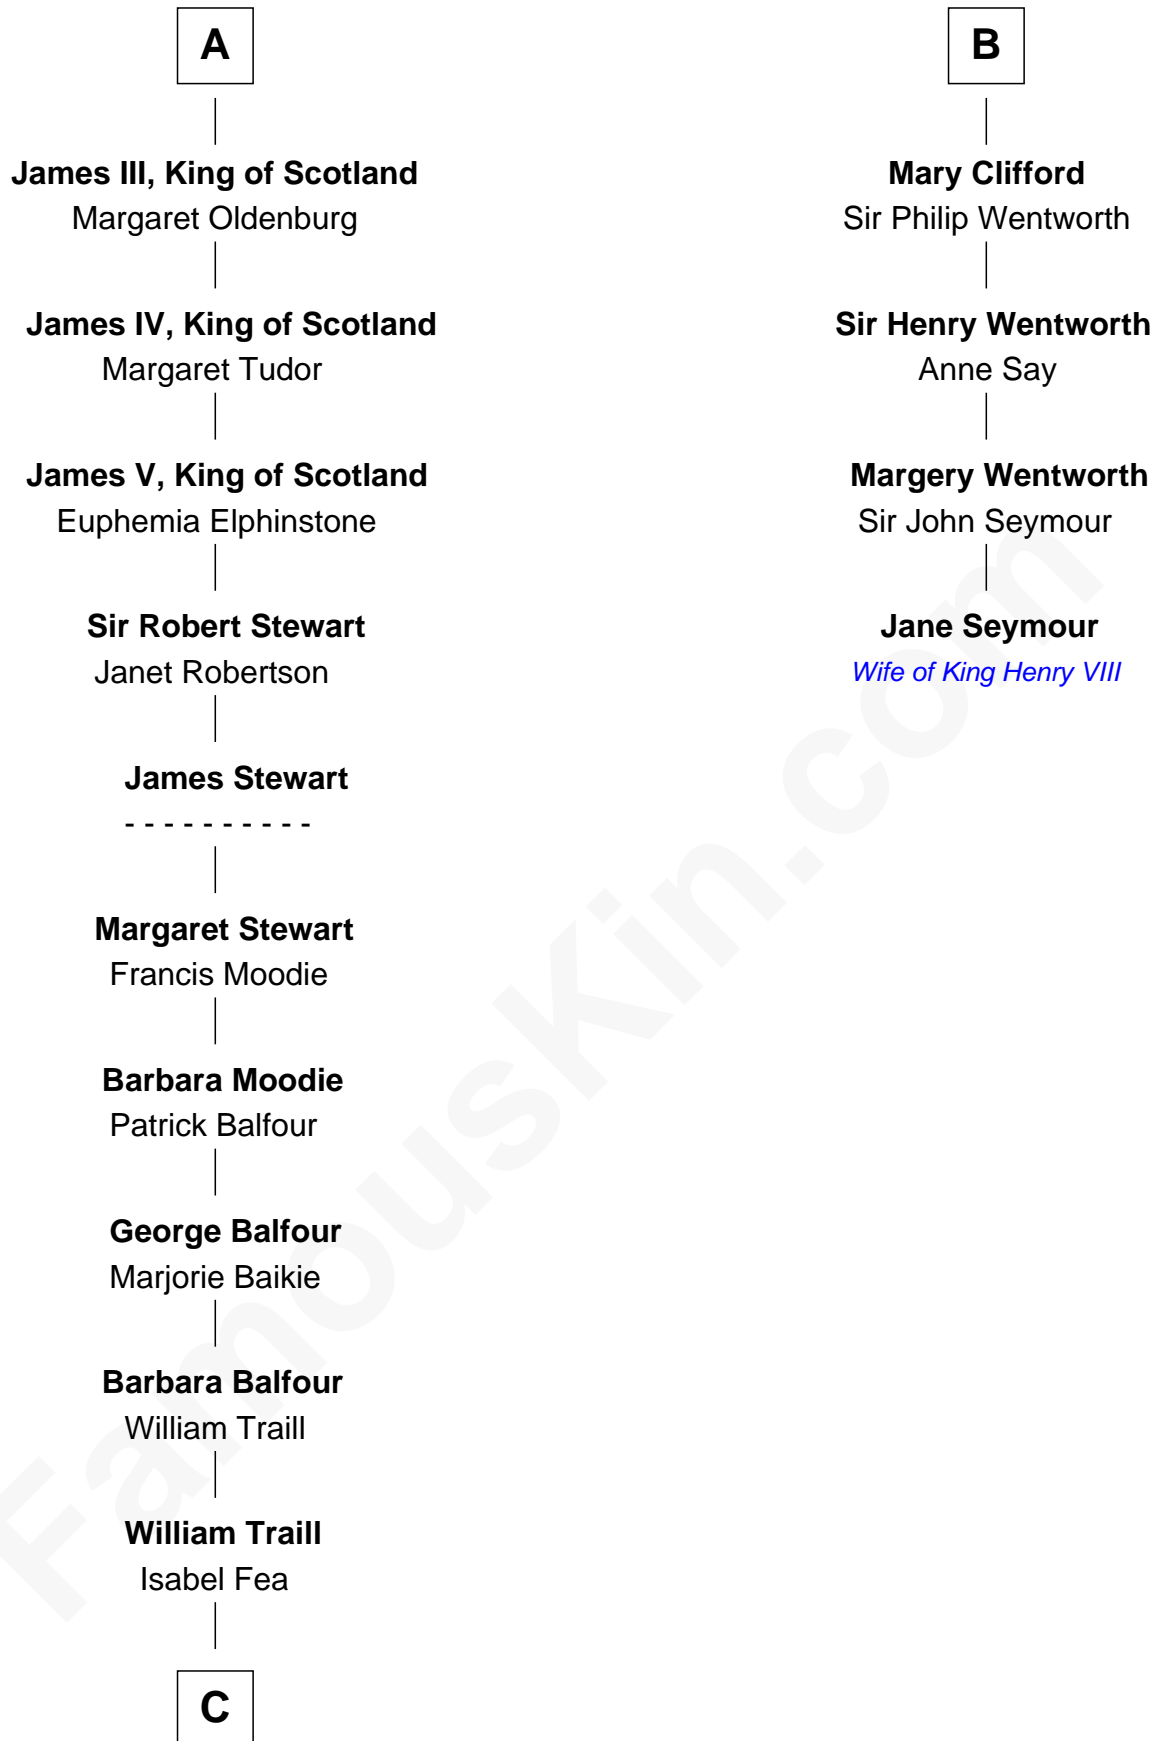 A
James III, King of Scotland
Margaret Oldenburg
James IV, King of Scotland
Margaret Tudor
James V, King of Scotland
Euphemia Elphinstone
Sir Robert Stewart
Janet Robertson
James Stewart
- - - - - - - - - -
Margaret Stewart
Francis Moodie
Barbara Moodie
Patrick Balfour
George Balfour
Marjorie Baikie
Barbara Balfour
William Traill
William Traill
Isabel Fea
C
B
Mary Clifford
Sir Philip Wentworth
Sir Henry Wentworth
Anne Say
Margery Wentworth
Sir John Seymour
Jane Seymour
Wife of King Henry VIII
FamousKin.com